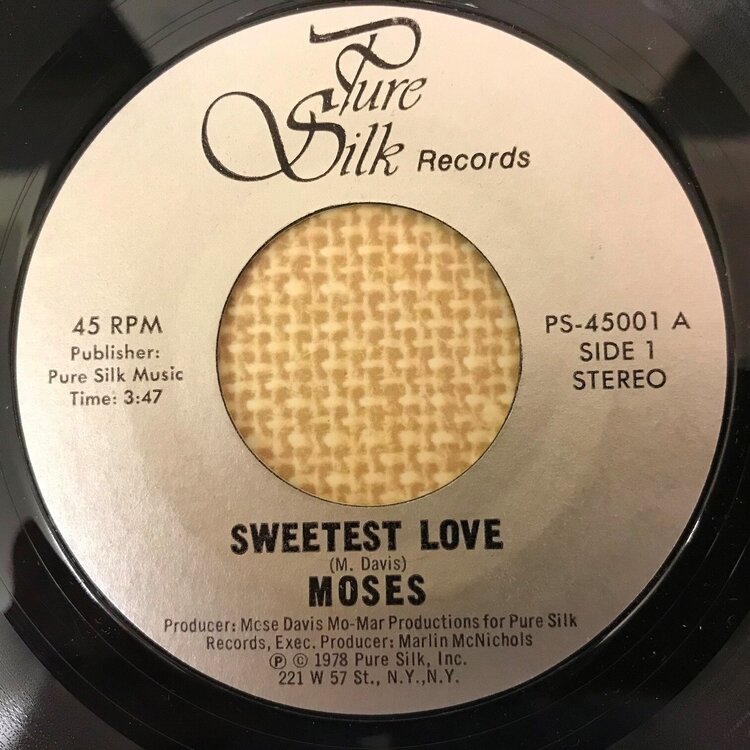 Pure
Silk Records
45 RPM
Publisher:
Pure Silk Music
Time: 3:47
PS-45001 A
SIDE 1
STEREO
SWEETEST LOVE
(M. Davis)
MOSES
Producer: Mose Davis Mo-Mar Productions for Pure Silk
Records, Exec. Producer: Marlin McNichols
Ⓟ © 1978 Pure Silk, Inc.
221 W 57 St., N.Y.,N.Y.